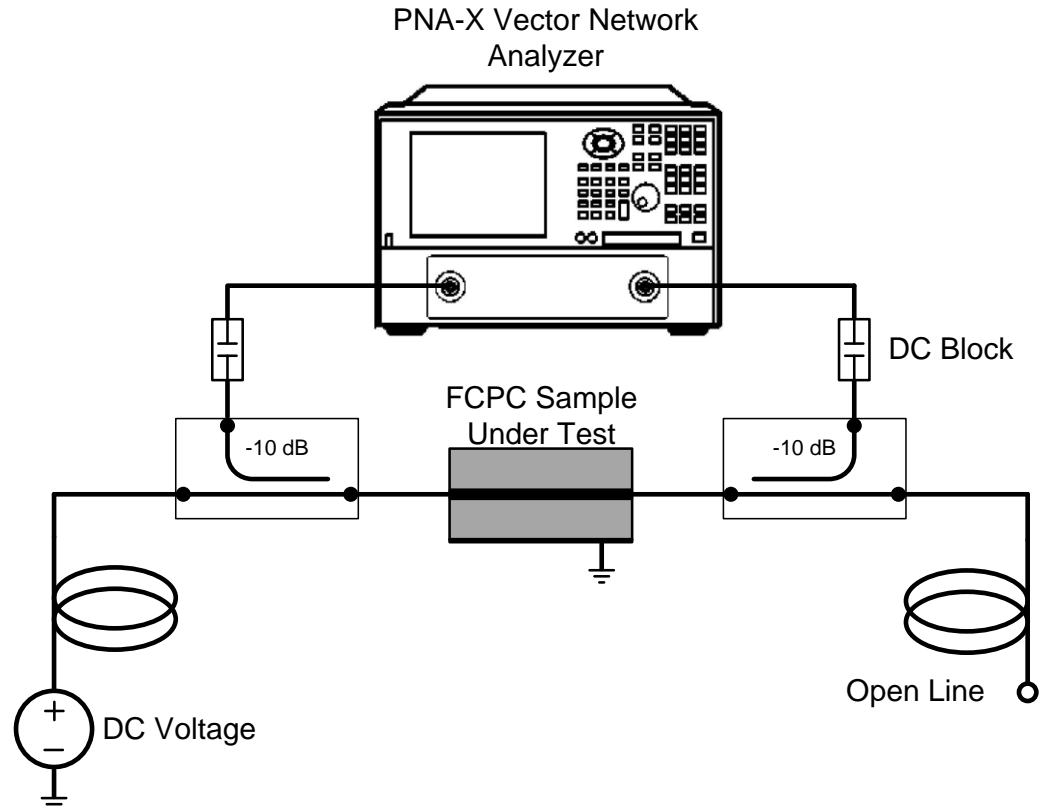 PNA-X Vector Network
Analyzer
DC Block
FCPC Sample
Under Test
-10 dB
-10 dB
Open Line
+
−
DC Voltage